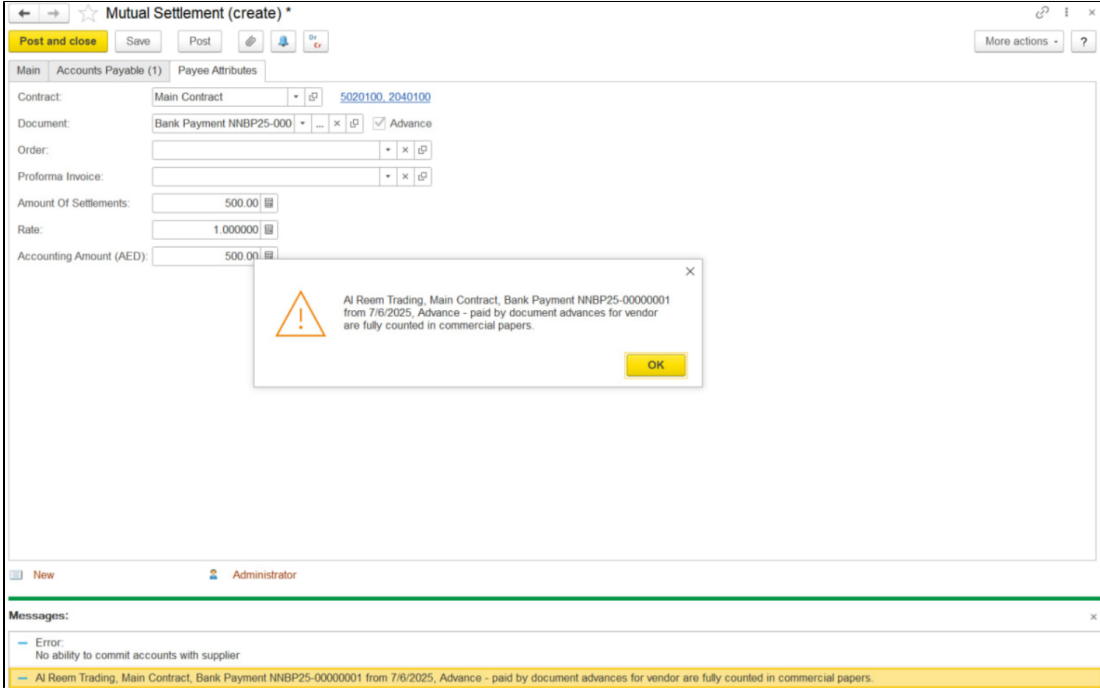 Mutual Settlement (create) *
Post and close Save Post Dr Cr More actions ?
Main Accounts Payable (1) Payee Attributes
Contract: Main Contract 5020100, 2040100
Document: Bank Payment NNBP25-000 ... Advance
Order:
Proforma Invoice:
Amount Of Settlements: 500.00
Rate: 1.000000
Accounting Amount (AED): 500.00
Al Reem Trading, Main Contract, Bank Payment NNBP25-00000001
from 7/6/2025, Advance - paid by document advances for vendor
are fully counted in commercial papers.
OK
New Administrator
Messages:
Error:
No ability to commit accounts with supplier
Al Reem Trading, Main Contract, Bank Payment NNBP25-00000001 from 7/6/2025, Advance - paid by document advances for vendor are fully counted in commercial papers.